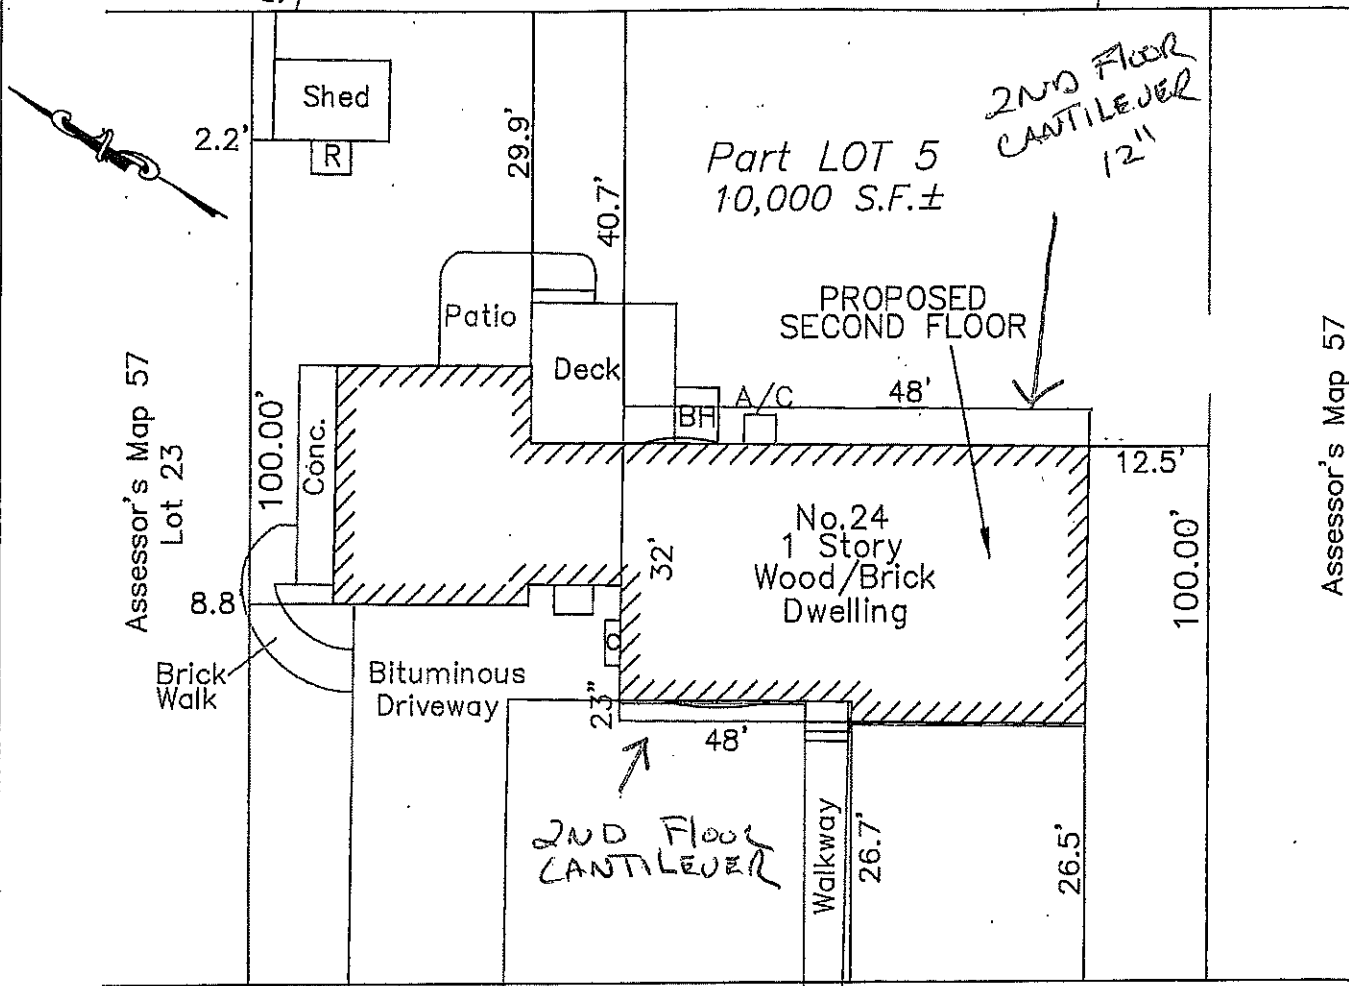 Shed
2.2'
R
29.9'
40.7'
Part LOT 5
10,000 S.F.±
2ND Floor
CANTILEVER
12"
PROPOSED
SECOND FLOOR
Patio
Deck
BH
A/C
48'
12.5'
Assessor's Map 57
Lot 23
100.00'
Conc.
8.8
32'
No.24
1 Story
Wood/Brick
Dwelling
100.00'
Assessor's Map 57
Brick
Walk
Bituminous
Driveway
23"
48'
2ND Floor
CANTILEVER
Walkway
26.7'
26.5'